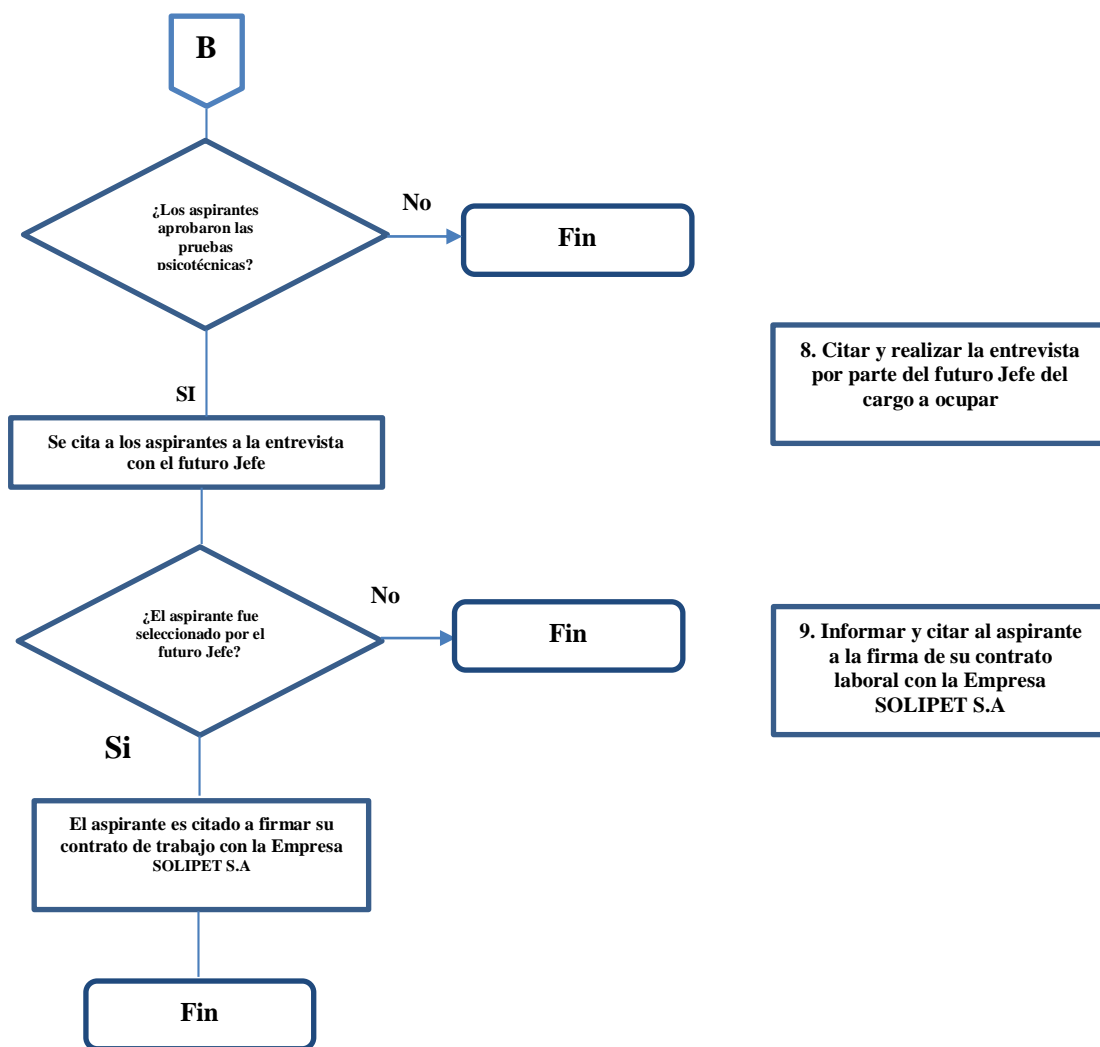 B
¿Los aspirantes
aprobaron las
pruebas
psicotécnicas?
No
Fin
8. Citar y realizar la entrevista
por parte del futuro Jefe del
cargo a ocupar
SI
Se cita a los aspirantes a la entrevista
con el futuro Jefe
¿El aspirante fue
seleccionado por el
futuro Jefe?
No
Fin
9. Informar y citar al aspirante
a la firma de su contrato
laboral con la Empresa
SOLIPET S.A
Si
El aspirante es citado a firmar su
contrato de trabajo con la Empresa
SOLIPET S.A
Fin